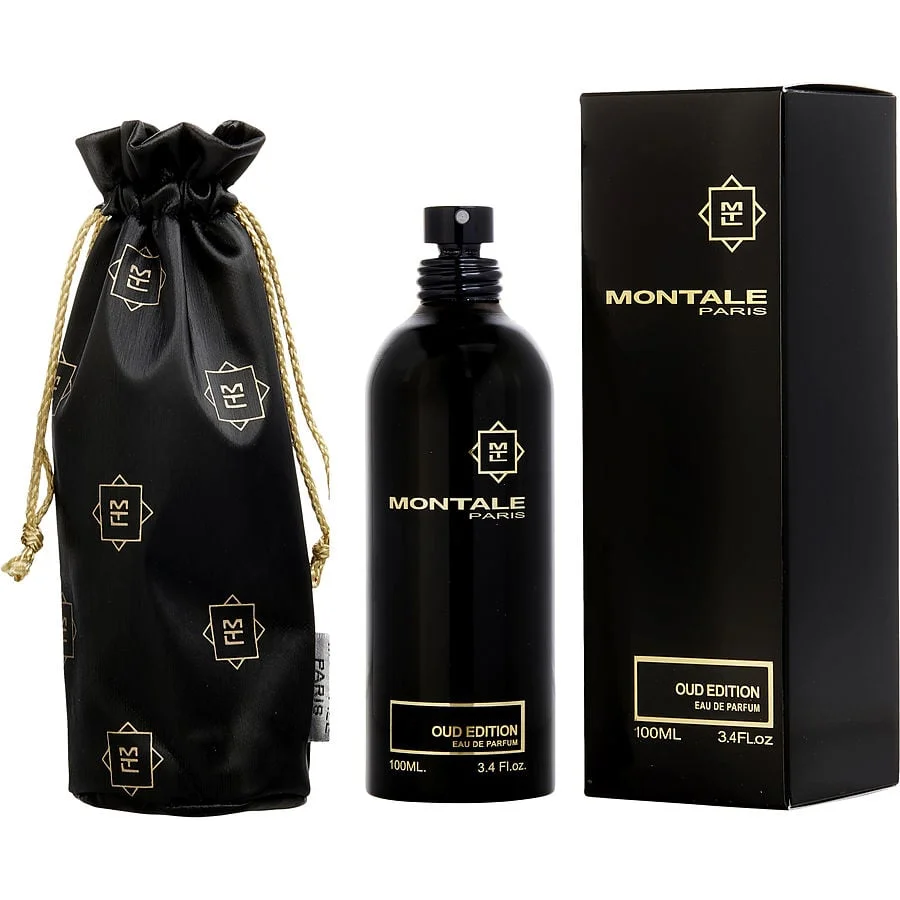 PARIS
MONTALE
PARIS
OUD EDITION
EAU DE PARFUM
100ML.
3.4 Fl.oz.
MONTALE
PARIS
OUD EDITION
EAU DE PARFUM
100ML
3.4FLoz